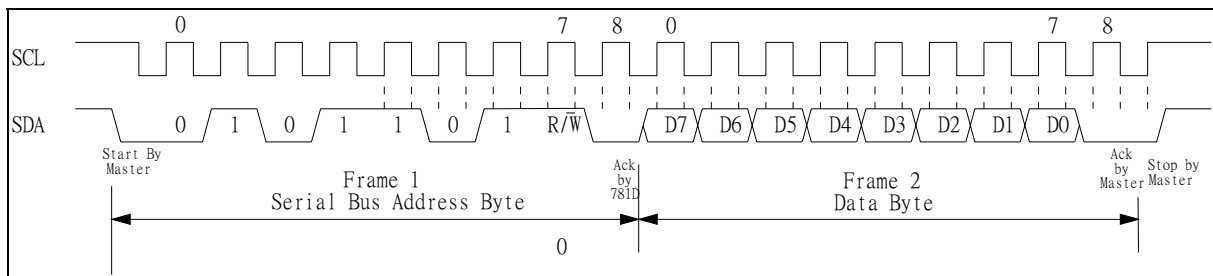 0 7 8 0 7 8
SCL
SDA 0 1 0 1 1 0 1 R/W̅ D7 D6 D5 D4 D3 D2 D1 D0
Start By
Master
Frame 1
Serial Bus Address Byte
Ack
by
781D
Frame 2
Data Byte
Ack
by
Master
Stop by
Master
0